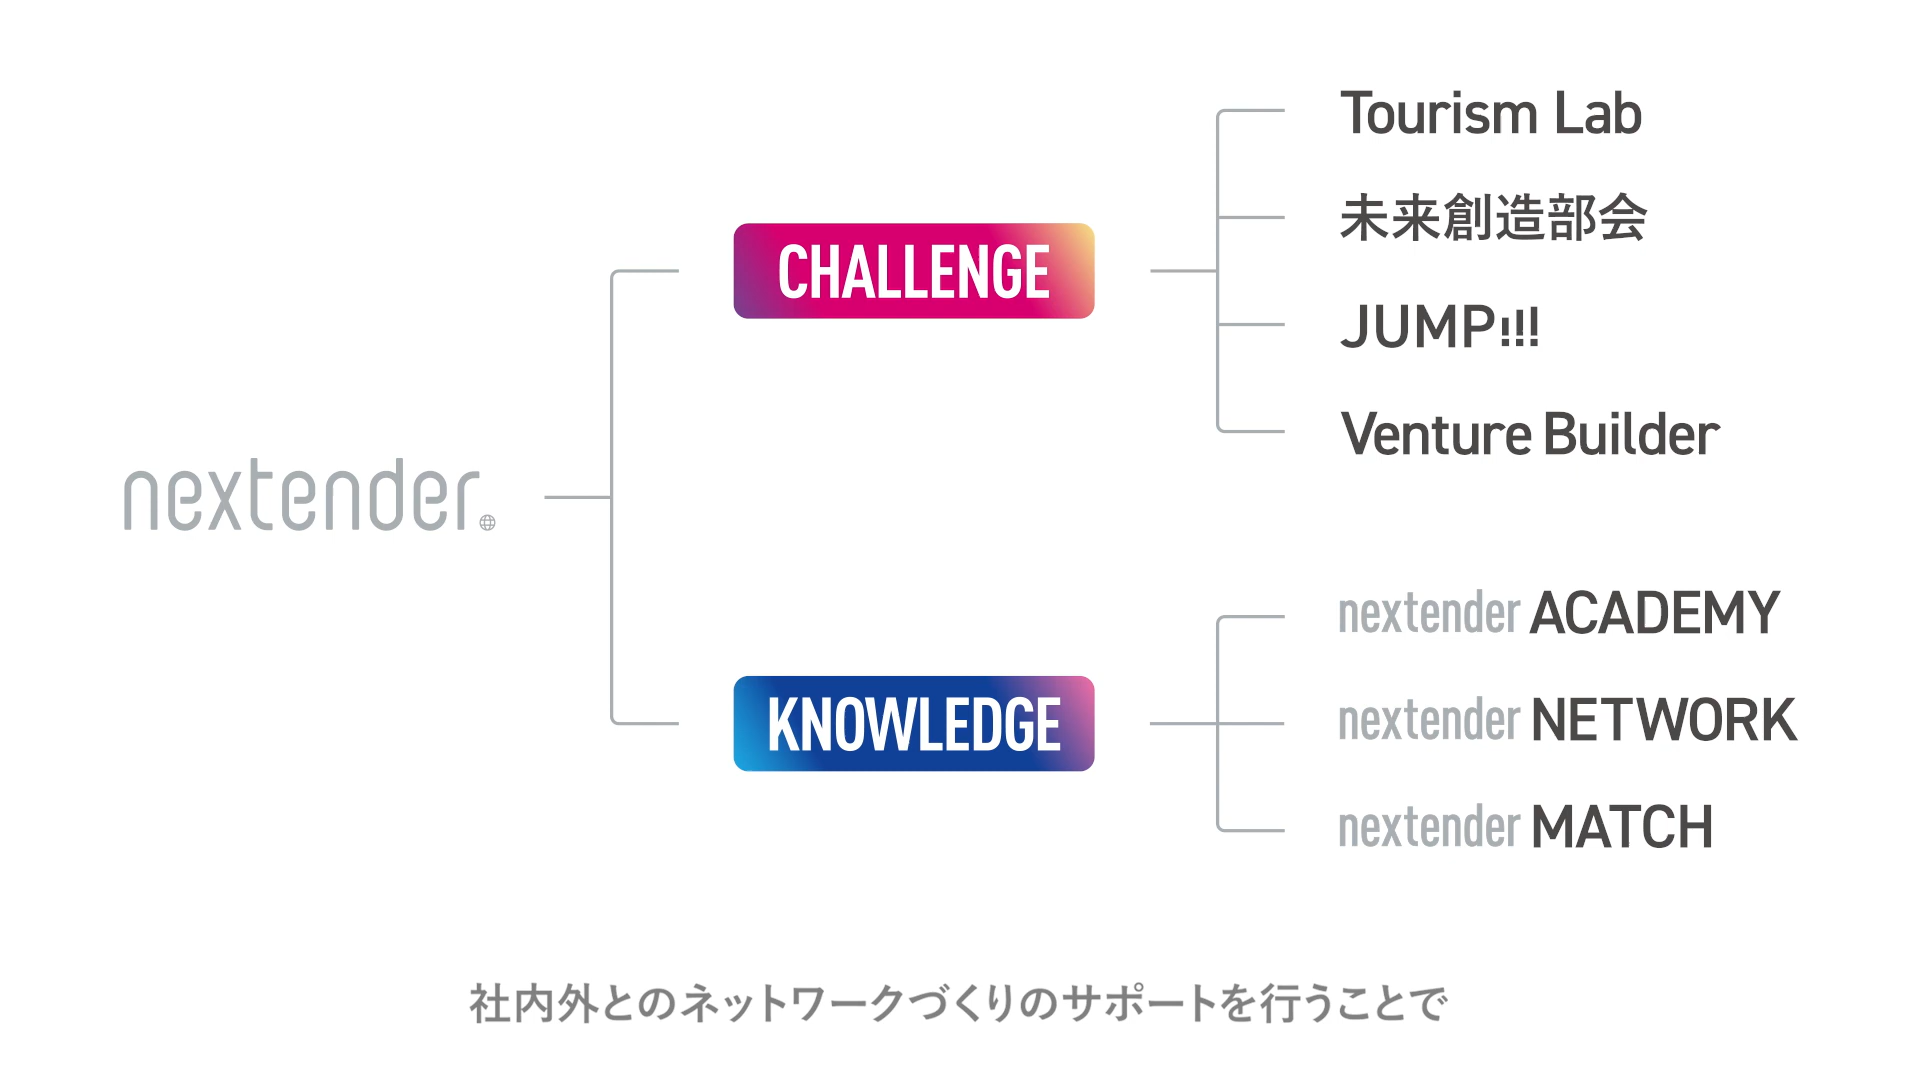 nextender
CHALLENGE
Tourism Lab
未来創造部会
JUMP!!!
Venture Builder
KNOWLEDGE
nextender ACADEMY
nextender NETWORK
nextender MATCH
社内外とのネットワークづくりのサポートを行うことで